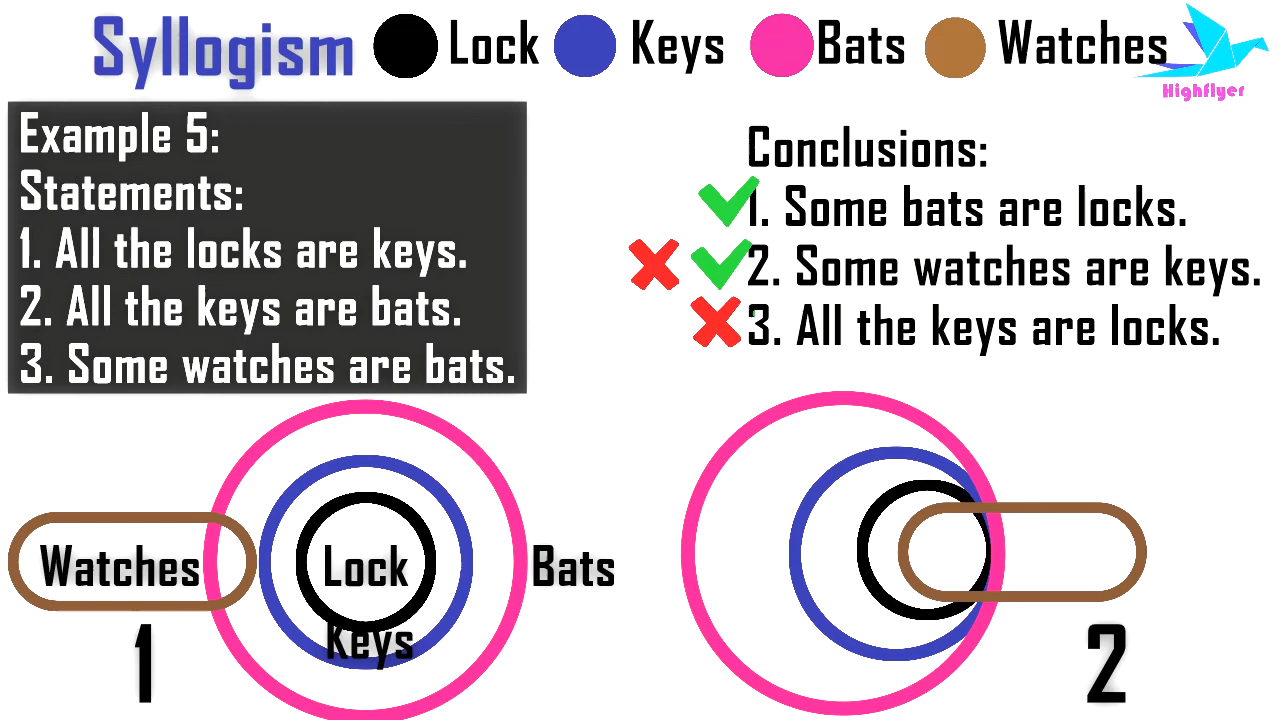 Syllogism
Lock
Keys
Bats
Watches
Highflyer
Example 5:
Statements:
1. All the locks are keys.
2. All the keys are bats.
3. Some watches are bats.
Conclusions:
1. Some bats are locks.
2. Some watches are keys.
3. All the keys are locks.
Watches
Lock
Bats
Keys
1
2